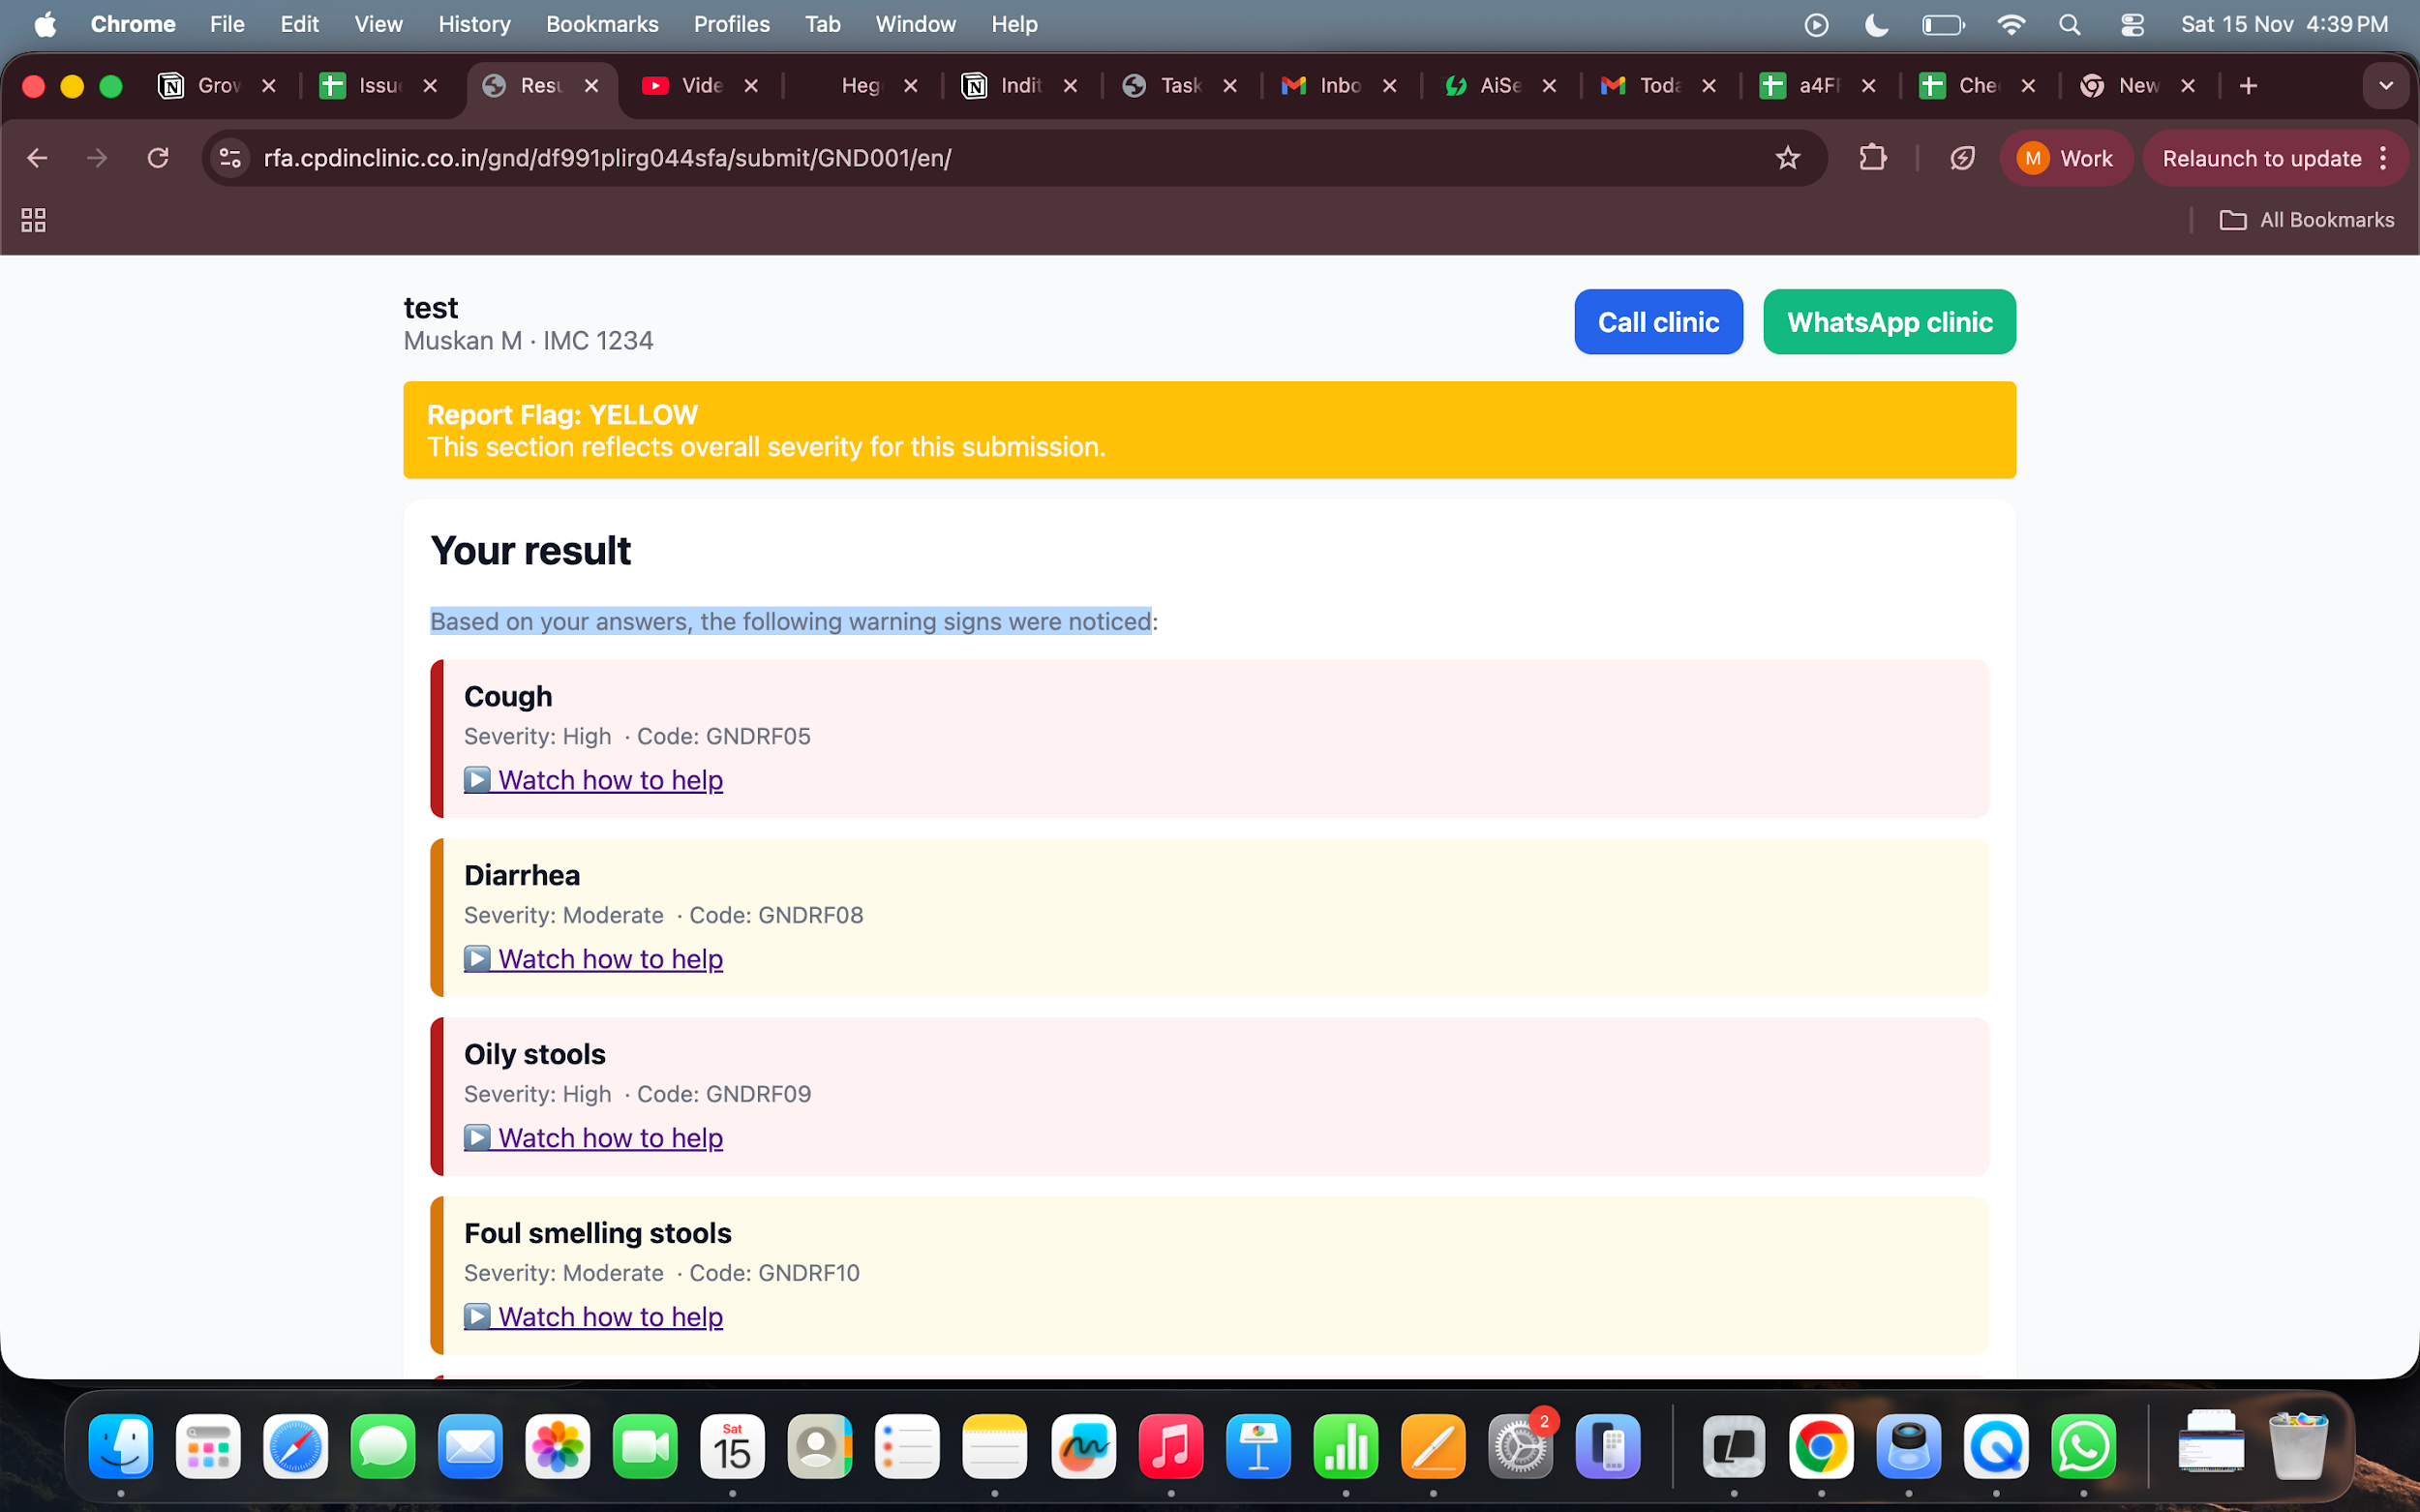 Chrome File Edit View History Bookmarks Profiles Tab Window Help Sat 15 Nov 4:39 PM
Grov Issu Resu Vide Heg Indit Task Inbo AiSe Toda a4FF Che New
rfa.cpdinclinic.co.in/gnd/df991plirg044sfa/submit/GND001/en/ M Work Relaunch to update
All Bookmarks
test
Muskan M · IMC 1234
Call clinic WhatsApp clinic
Report Flag: YELLOW
This section reflects overall severity for this submission.
Your result
Based on your answers, the following warning signs were noticed:
Cough
Severity: High · Code: GNDRF05
Watch how to help
Diarrhea
Severity: Moderate · Code: GNDRF08
Watch how to help
Oily stools
Severity: High · Code: GNDRF09
Watch how to help
Foul smelling stools
Severity: Moderate · Code: GNDRF10
Watch how to help
Sat
15
2